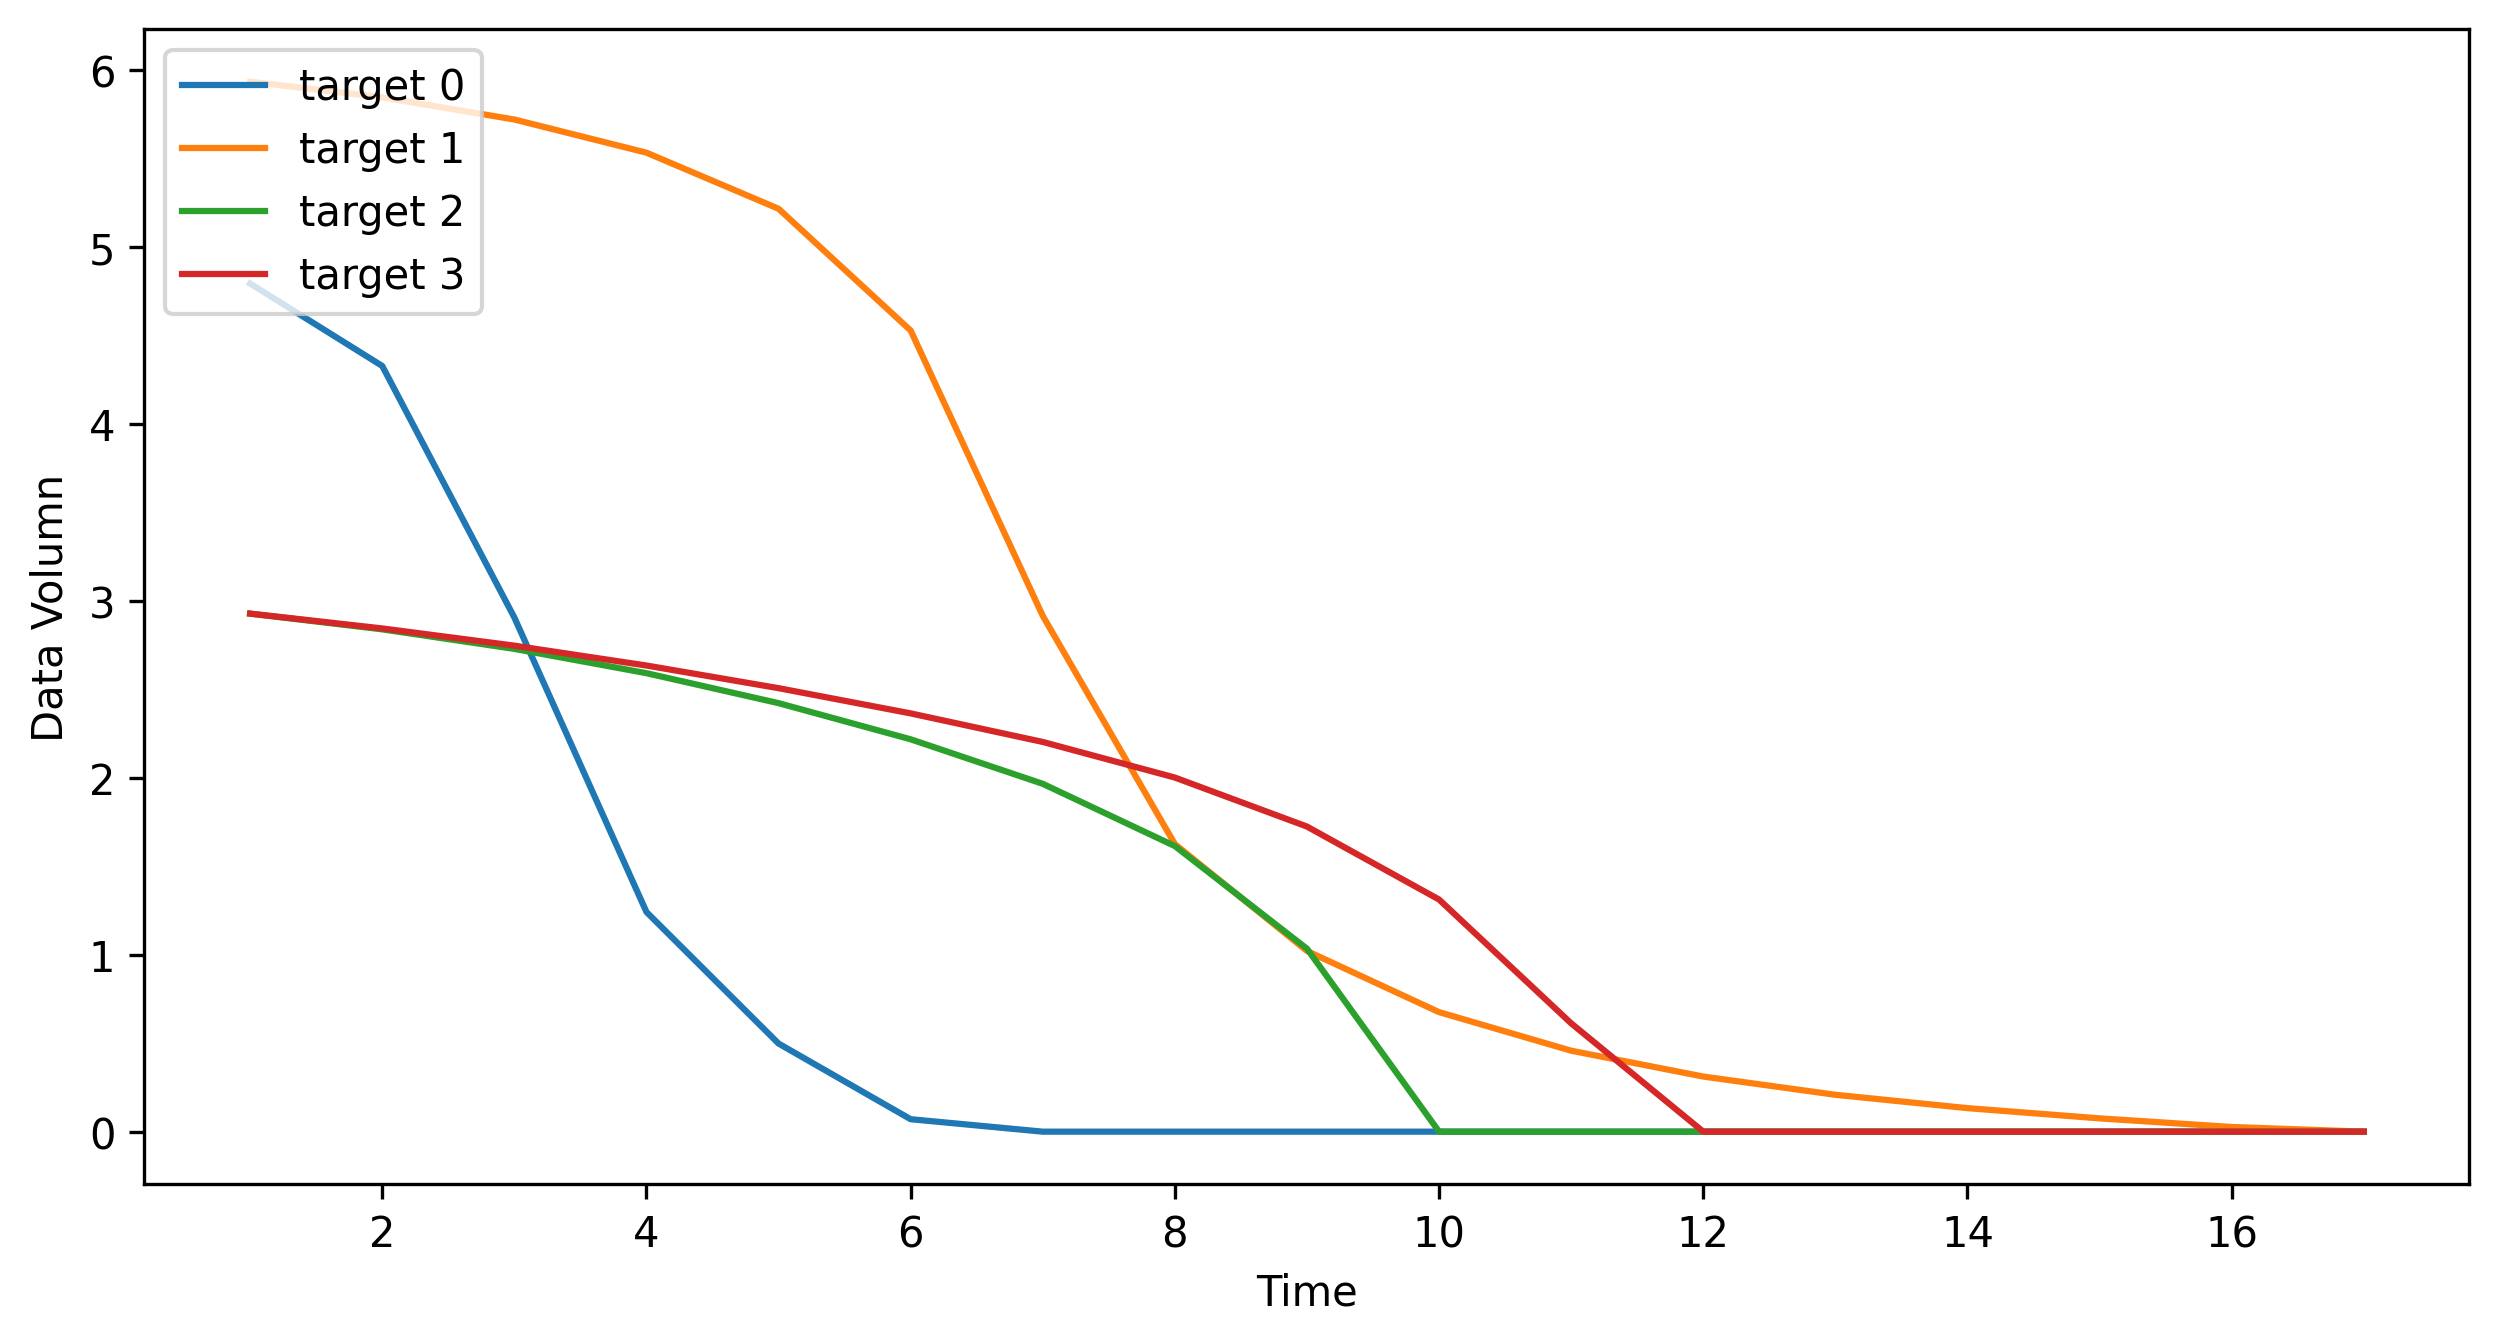 target 0
target 1
target 2
target 3
6
5
4
3
2
1
0
Data Volumn
2 4 6 8 10 12 14 16
Time